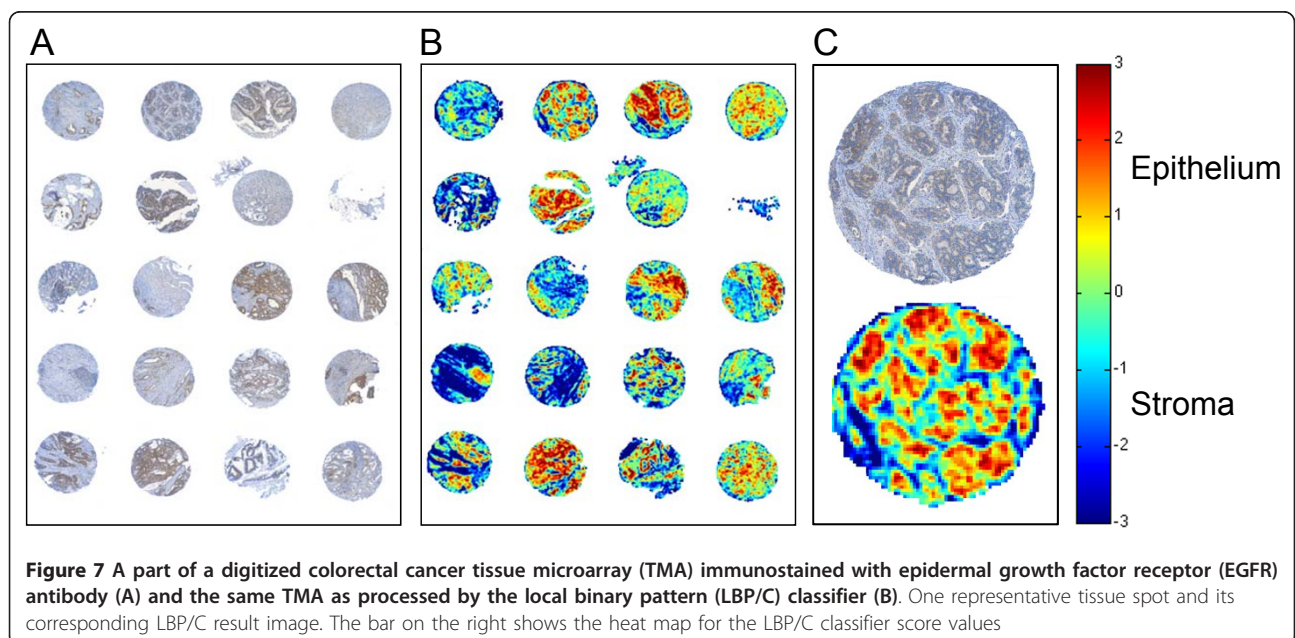 A
B
C
3
2
1
0
-1
-2
-3
Epithelium
Stroma
Figure 7 A part of a digitized colorectal cancer tissue microarray (TMA) immunostained with epidermal growth factor receptor (EGFR)
antibody (A) and the same TMA as processed by the local binary pattern (LBP/C) classifier (B). One representative tissue spot and its
corresponding LBP/C result image. The bar on the right shows the heat map for the LBP/C classifier score values